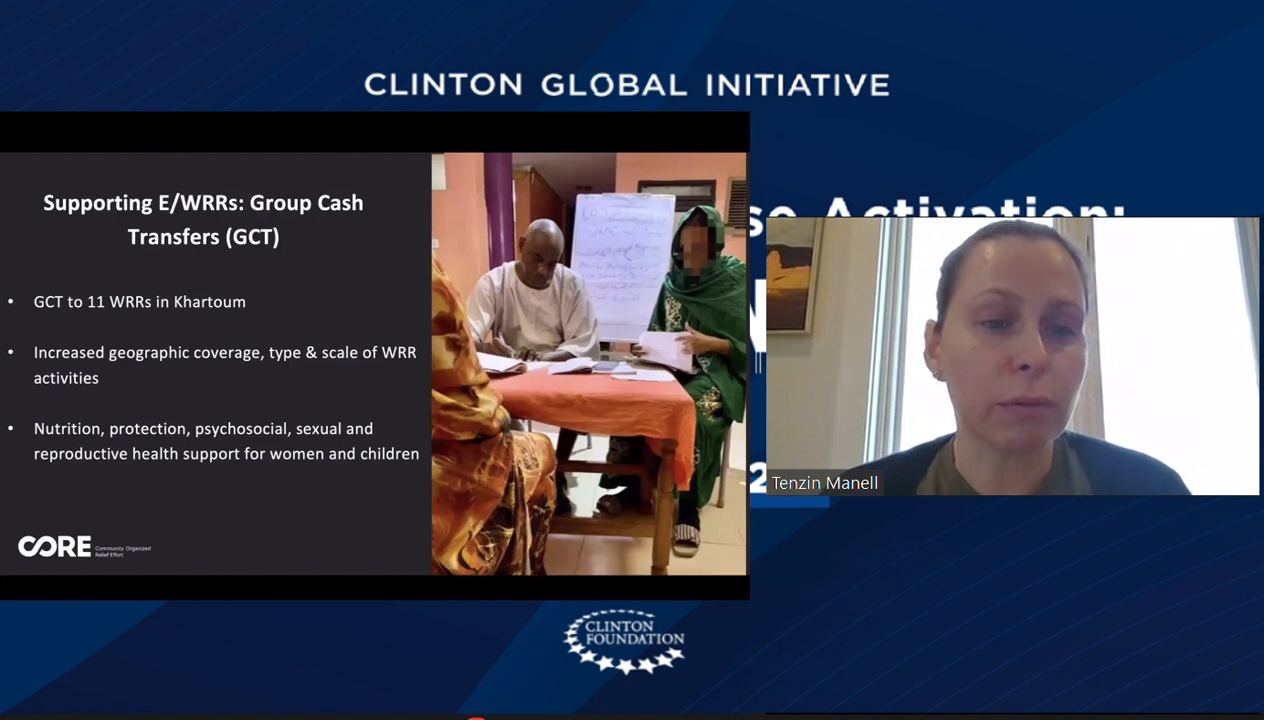 CLINTON GLOBAL INITIATIVE
Supporting E/WRRs: Group Cash
Transfers (GCT)
• GCT to 11 WRRs in Khartoum
• Increased geographic coverage, type & scale of WRR
activities
• Nutrition, protection, psychosocial, sexual and
reproductive health support for women and children
CORE
Community Organized
Relief Effort
Activation:
Tenzin Manell
CLINTON
FOUNDATION